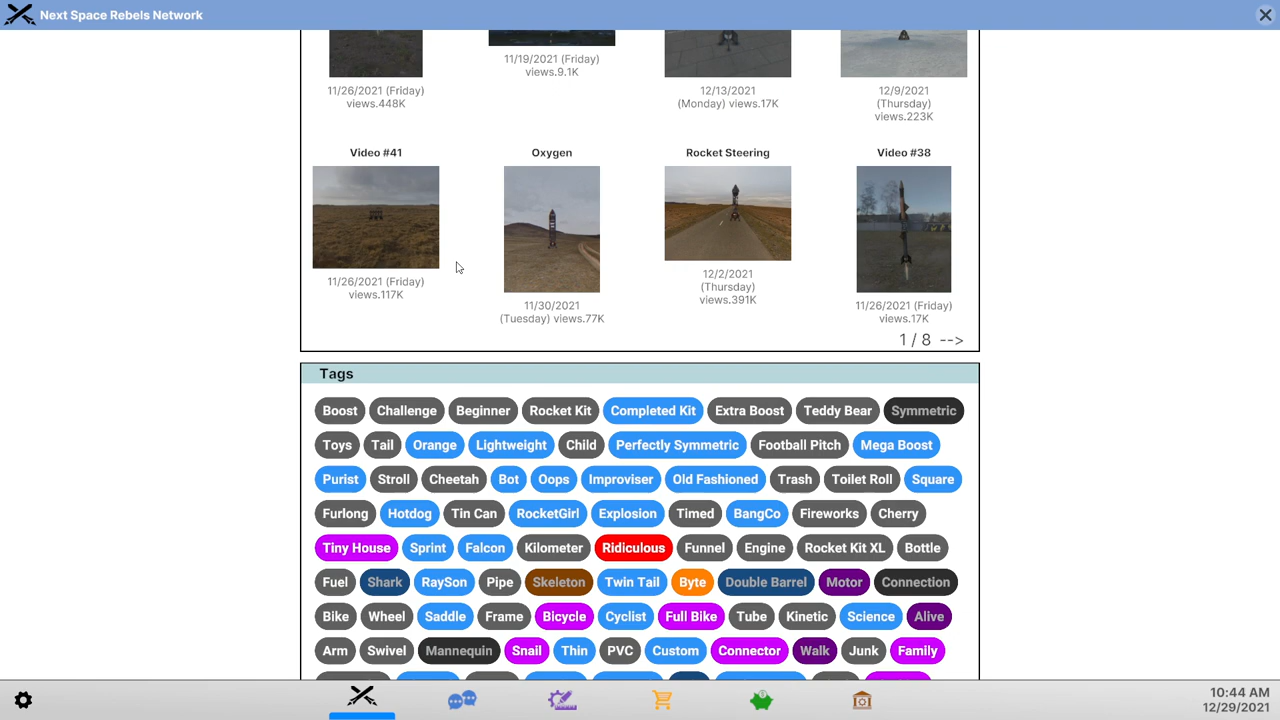 Next Space Rebels Network
11/26/2021 (Friday)
views.448K
11/19/2021 (Friday)
views.9.1K
12/13/2021
(Monday) views.17K
12/9/2021
(Thursday)
views.223K
Video #41
11/26/2021 (Friday)
views.117K
Oxygen
11/30/2021
(Tuesday) views.77K
Rocket Steering
12/2/2021
(Thursday)
views.391K
Video #38
11/26/2021 (Friday)
views.17K
1 / 8 -->
Tags
Boost Challenge Beginner Rocket Kit Completed Kit Extra Boost Teddy Bear Symmetric
Toys Tail Orange Lightweight Child Perfectly Symmetric Football Pitch Mega Boost
Purist Stroll Cheetah Bot Oops Improviser Old Fashioned Trash Toilet Roll Square
Furlong Hotdog Tin Can RocketGirl Explosion Timed BangCo Fireworks Cherry
Tiny House Sprint Falcon Kilometer Ridiculous Funnel Engine Rocket Kit XL Bottle
Fuel Shark RaySon Pipe Skeleton Twin Tail Byte Double Barrel Motor Connection
Bike Wheel Saddle Frame Bicycle Cyclist Full Bike Tube Kinetic Science Alive
Arm Swivel Mannequin Snail Thin PVC Custom Connector Walk Junk Family
10:44 AM
12/29/2021